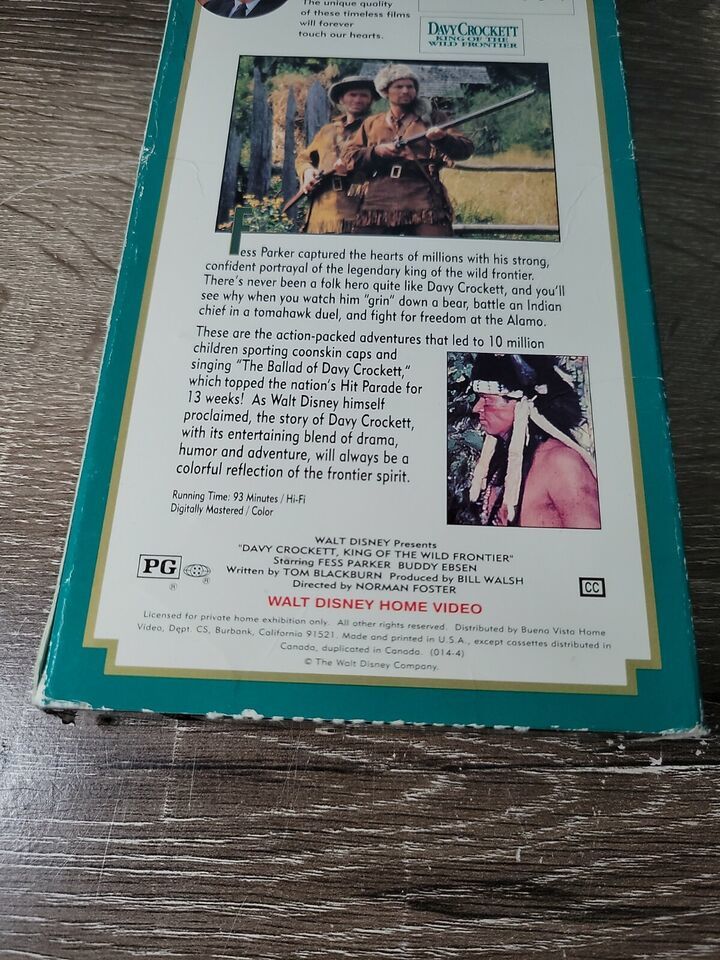 The unique quality
of these timeless films
will forever
touch our hearts.
DAVY CROCKETT
KING OF THE
WILD FRONTIER
Fess Parker captured the hearts of millions with his strong,
confident portrayal of the legendary king of the wild frontier.
There's never been a folk hero quite like Davy Crockett, and you'll
see why when you watch him "grin" down a bear, battle an Indian
chief in a tomahawk duel, and fight for freedom at the Alamo.
These are the action-packed adventures that led to 10 million
children sporting coonskin caps and
singing "The Ballad of Davy Crockett,"
which topped the nation's Hit Parade for
13 weeks! As Walt Disney himself
proclaimed, the story of Davy Crockett,
with its entertaining blend of drama,
humor and adventure, will always be a
colorful reflection of the frontier spirit.
Running Time: 93 Minutes / Hi-Fi
Digitally Mastered / Color
WALT DISNEY Presents
"DAVY CROCKETT, KING OF THE WILD FRONTIER"
Starring FESS PARKER BUDDY EBSEN
Written by TOM BLACKBURN Produced by BILL WALSH
Directed by NORMAN FOSTER
PG ® ®
CC
WALT DISNEY HOME VIDEO
Licensed for private home exhibition only. All other rights reserved. Distributed by Buena Vista Home
Video, Dept. CS, Burbank, California 91521. Made and printed in U.S.A., except cassettes distributed in
Canada, duplicated in Canada. (014-4)
© The Walt Disney Company.